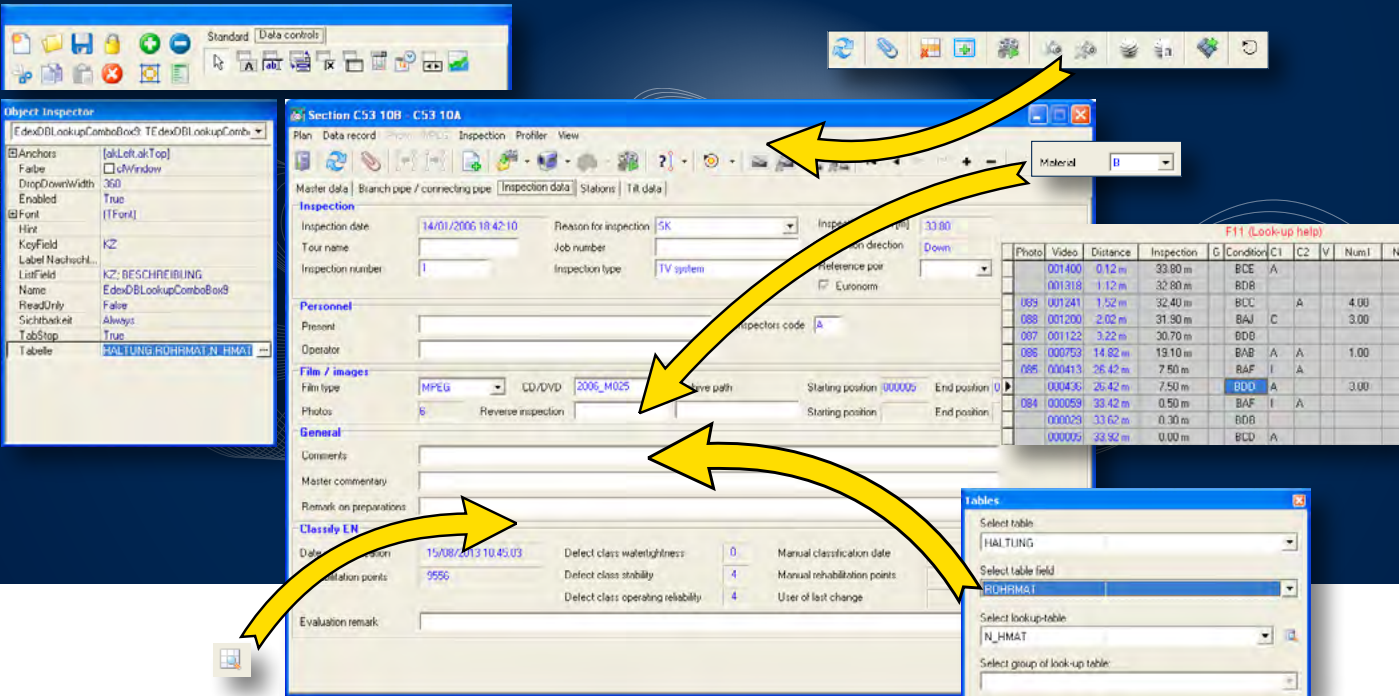 Standard Data controls
Object Inspector
EdexDBLookupComboBox9: TEdexDBLookupComb
Anchors [akLeft,akTop]
Farbe clWindow
DropDownWidth 360
Enabled True
Font (TFont)
Hint
KeyField KZ
Label Nachschl...
ListField KZ; BESCHREIBUNG
Name EdexDBLookupComboBox9
ReadOnly False
Sichtbarkeit Always
TabStop True
Tabelle HALTUNG;ROHRMAT;N_HMAT ...
Section C53 10B - C53 10A
Plan Data record Inspection Profiler View
Master data Branch pipe / connecting pipe Inspection data Stations Tilt data
Inspection
Inspection date 14/01/2006 18:42:10 Reason for inspection SK [m] 33.80
Tour name Job number direction Down
Inspection number 1 Inspection type TV system Reference
Euronorm
Personnel
Present Inspectors code A
Operator
Film / images
Film type MPEG CD/DVD 2006_M025 path Starting position 000005 End position 0
Photos 6 Reverse inspection Starting position End position
General
Comments
Master commentary
Remark on preparations
Classify EN
Date 15/08/2013 10:45:03 Defect class watertightness 0 Manual classification date
points 9556 Defect class stability 4 Manual rehabilitation points
Defect class operating reliability 4 User of last change
Evaluation remark
Material B
F11 (Look-up help)
Photo Video Distance Inspection G Condition C1 C2 V Num1 N
001400 0.12 m 33.80 m BCE A
001318 1.12 m 32.80 m BDB
089 001241 1.52 m 32.40 m BCC A 4.00
088 001200 2.02 m 31.90 m BAJ C 3.00
087 001122 3.22 m 30.70 m BDB
086 000753 14.82 m 19.10 m BAB A A 1.00
085 000413 26.42 m 7.50 m BAF I A
000436 26.42 m 7.50 m BDD A 3.00
084 000059 33.42 m 0.50 m BAF I A
000029 33.62 m 0.30 m BDB
000005 33.92 m 0.00 m BCD A
Tables
Select table
HALTUNG
Select table field
ROHRMAT
Select lookup-table
N_HMAT
Select group of look-up table: